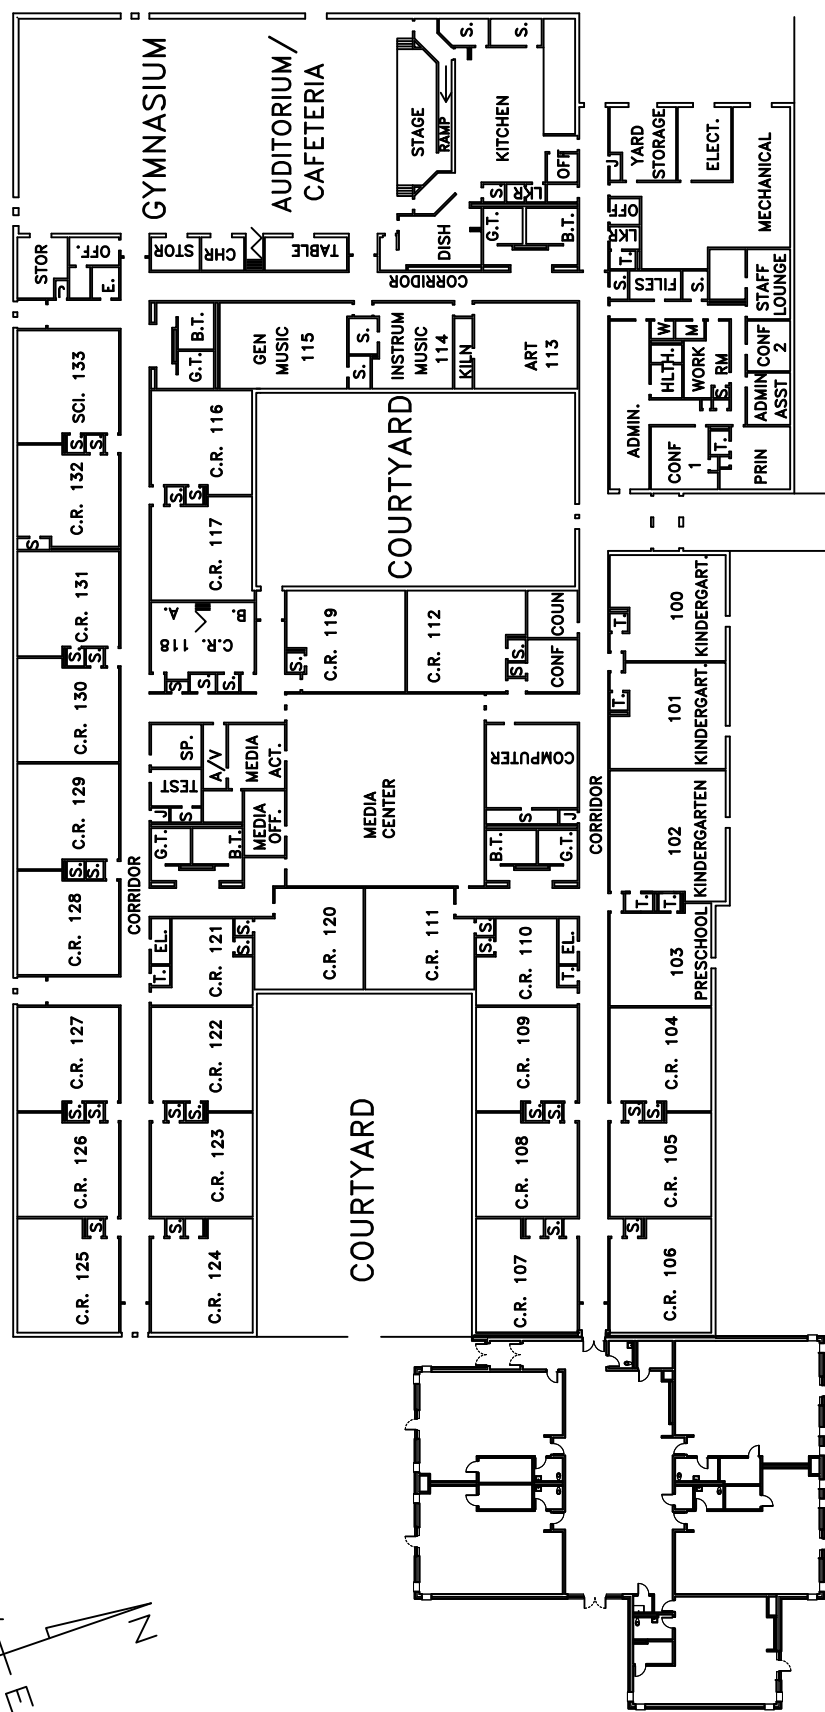 GYMNASIUM
AUDITORIUM/
CAFETERIA
STAGE
RAMP
KITCHEN
S.
S.
OFF
S.
LKR
G.T.
B.T.
DISH
CORRIDOR
STOR
OFF.
J
E.
STOR
CHR
TABLE
J
YARD
STORAGE
ELECT.
MECHANICAL
OFF
LKR
T.
S.
FILES
S.
STAFF
LOUNGE
W
M
HLTH.
WORK
RM
S.
CONF
2
ADMIN
ASST
ADMIN.
CONF
1
T.
PRIN
B.T.
G.T.
GEN
MUSIC
115
S.
S.
INSTRUM
MUSIC
114
KILN
ART
113
SCI. 133
S.
S.
C.R. 132
S
C.R. 116
S.
S.
C.R. 117
COURTYARD
C.R. 131
S.
S.
C.R. 130
A.
B.
C.R. 118
S
S.
S.
C.R. 119
S.
C.R. 112
S.
S
COUN
CONF
100
KINDERGART.
T.
T.
101
KINDERGART.
C.R. 129
S.
S.
C.R. 128
CORRIDOR
SP.
TEST
A/V
MEDIA
ACT.
J
S
MEDIA
OFF.
G.T.
B.T.
MEDIA
CENTER
COMPUTER
S
J
B.T.
G.T.
CORRIDOR
102
KINDERGARTEN
T.
T.
103
PRESCHOOL
EL.
T.
C.R. 121
S.
S.
C.R. 120
C.R. 111
S.
S.
C.R. 110
EL.
T.
C.R. 127
S.
S.
C.R. 126
C.R. 122
S.
S.
C.R. 123
COURTYARD
C.R. 109
S.
S.
C.R. 108
C.R. 104
S.
S.
C.R. 105
S.
C.R. 125
S.
C.R. 124
S.
C.R. 107
S.
C.R. 106
N
E